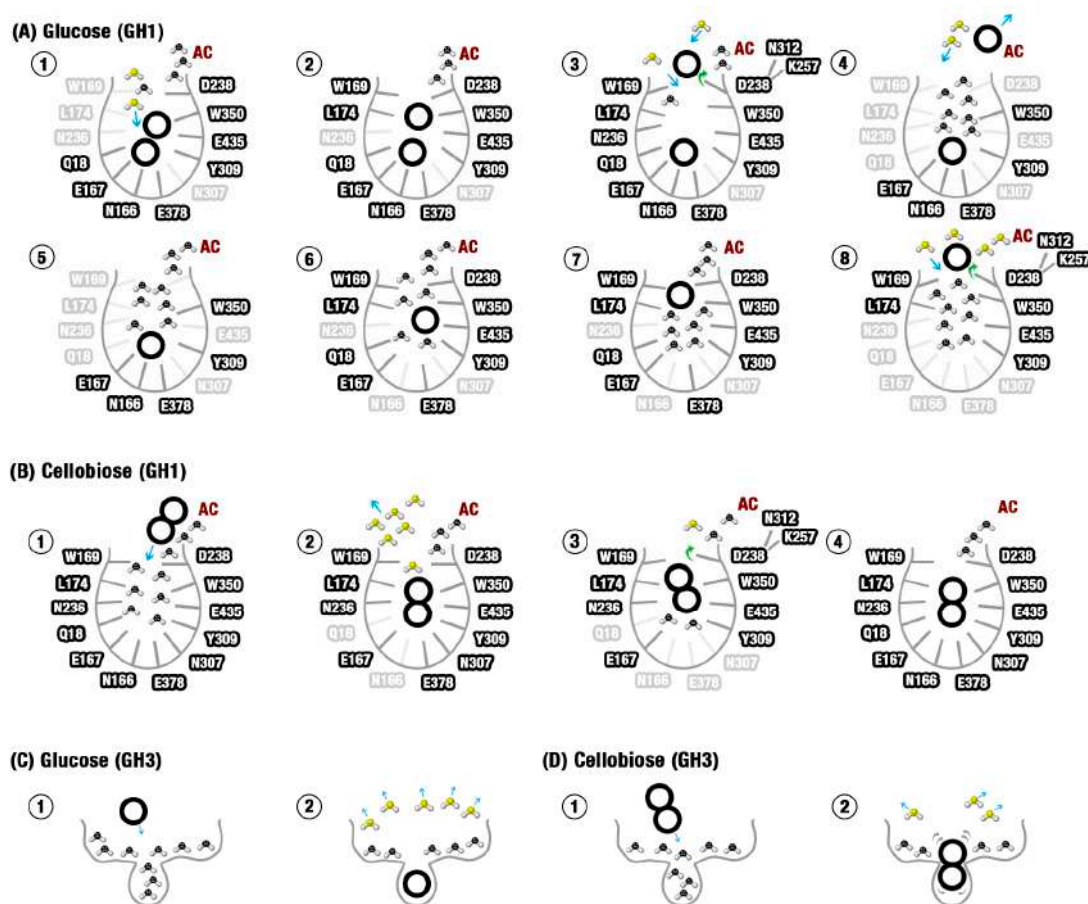 (A) Glucose (GH1)
1
AC
W169
D238
L174
W350
N236
E435
Q18
Y309
E167
N307
N166
E378
2
AC
W169
D238
L174
W350
N236
E435
Q18
Y309
E167
N307
N166
E378
3
AC
N312
K257
W169
D238
L174
W350
N236
E435
Q18
Y309
E167
N307
N166
E378
4
AC
W169
D238
L174
W350
N236
E435
Q18
Y309
E167
N307
N166
E378
5
AC
W169
D238
L174
W350
N236
E435
Q18
Y309
E167
N307
N166
E378
6
AC
W169
D238
L174
W350
N236
E435
Q18
Y309
E167
N307
N166
E378
7
AC
W169
D238
L174
W350
N236
E435
Q18
Y309
E167
N307
N166
E378
8
AC
N312
K257
W169
D238
L174
W350
N236
E435
Q18
Y309
E167
N307
N166
E378
(B) Cellobiose (GH1)
1
AC
W169
D238
L174
W350
N236
E435
Q18
Y309
E167
N307
N166
E378
2
AC
W169
D238
L174
W350
N236
E435
Q18
Y309
E167
N307
N166
E378
3
AC
N312
K257
W169
D238
L174
W350
N236
E435
Q18
Y309
E167
N307
N166
E378
4
AC
W169
D238
L174
W350
N236
E435
Q18
Y309
E167
N307
N166
E378
(C) Glucose (GH3)
1
2
(D) Cellobiose (GH3)
1
2